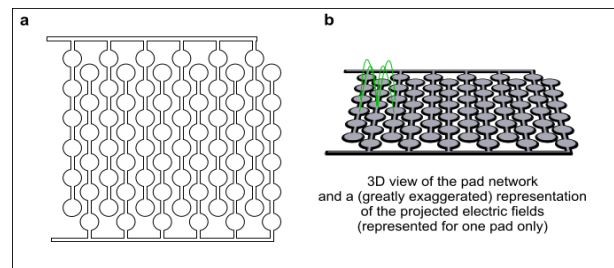 a
b
3D view of the pad network
and a (greatly exaggerated) representation
of the projected electric fields
(represented for one pad only)